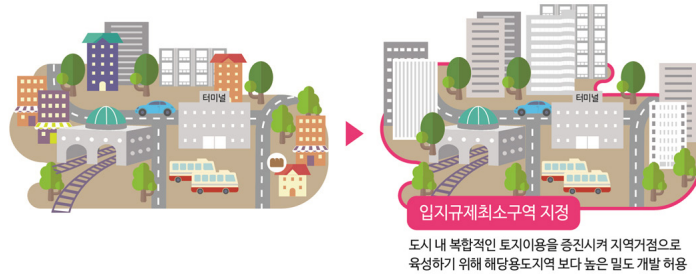 터미널
터미널
입지규제최소구역 지정
도시 내 복합적인 토지이용을 증진시켜 지역거점으로
육성하기 위해 해당용도지역 보다 높은 밀도 개발 허용